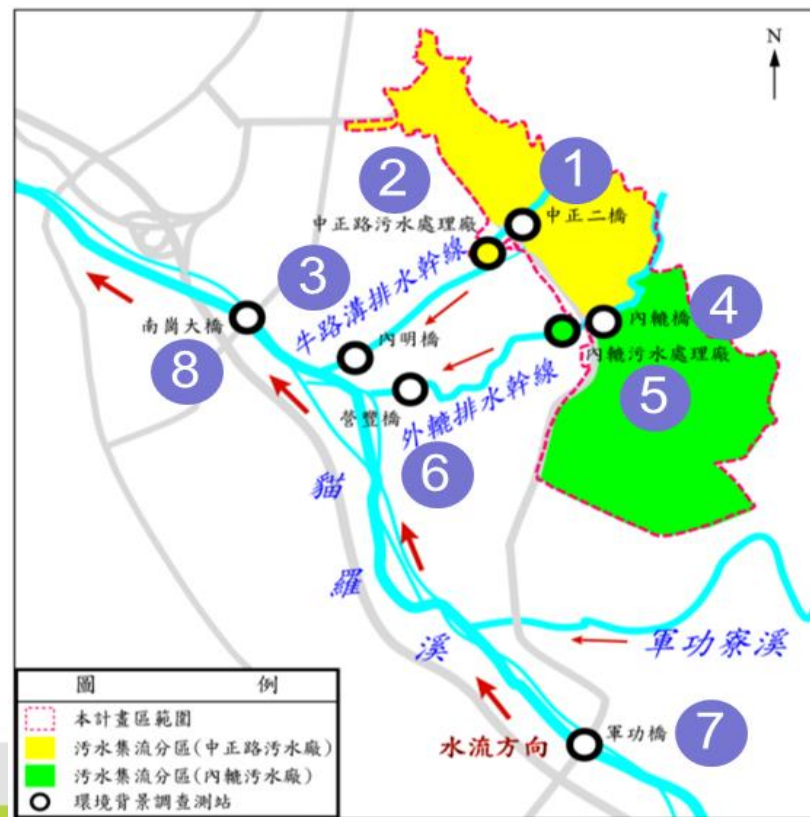 N
1
中正二橋
2
中正路污水處理廠
3
牛路溝排水幹線
內明橋
南崗大橋
8
4
內轆橋
內轆污水處理廠
5
外轆排水幹線
營豐橋
6
貓羅溪
軍功寮溪
水流方向
軍功橋
7
圖 例
本計畫區範圍
污水集流分區(中正路污水廠)
污水集流分區(內轆污水廠)
環境背景調查測站